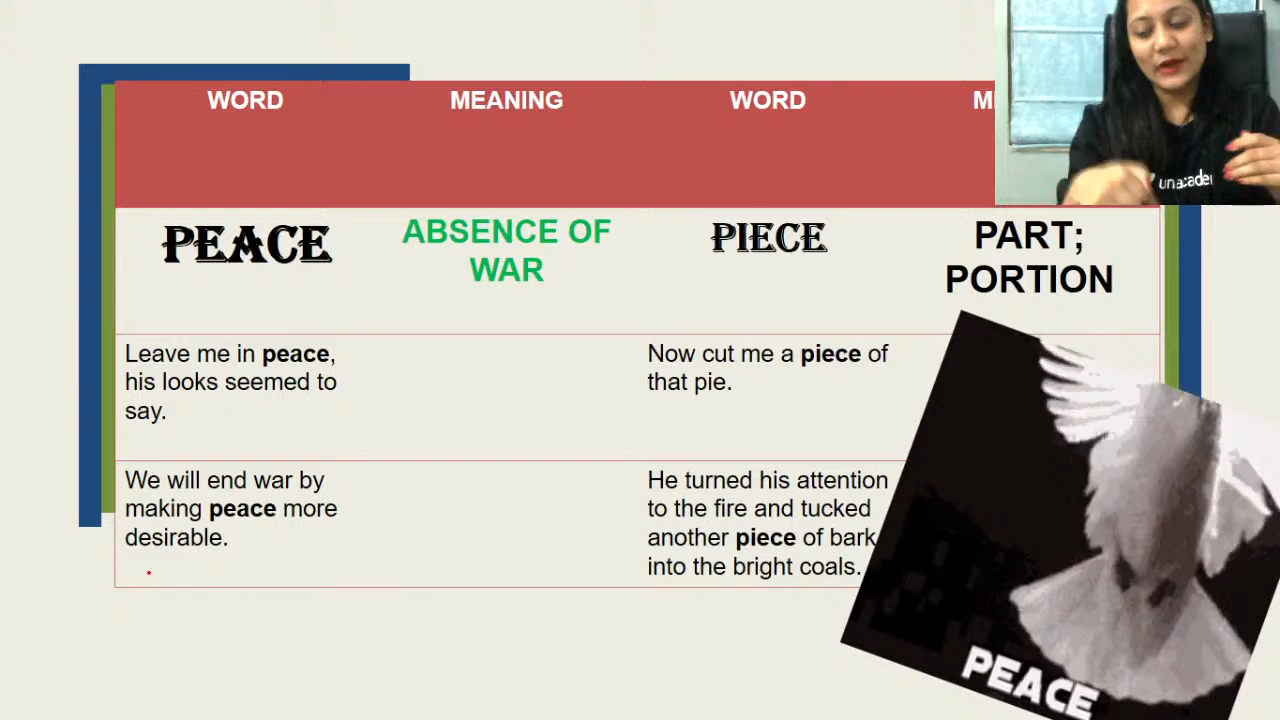 WORD MEANING WORD M
PEACE ABSENCE OF PIECE PART;
WAR PORTION
Leave me in peace,
his looks seemed to
say.
Now cut me a piece of
that pie.
We will end war by
making peace more
desirable.
He turned his attention
to the fire and tucked
another piece of bark
into the bright coals.
PEACE
unacade